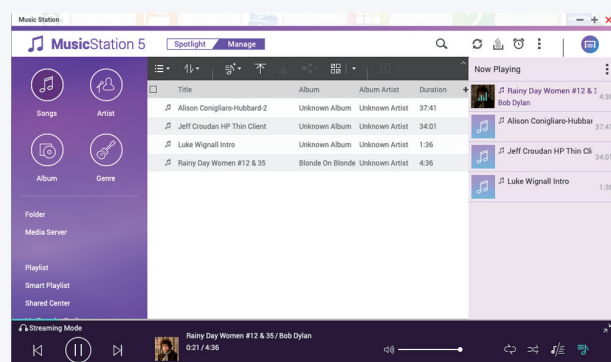 Music Station
MusicStation 5
Spotlight Manage
Title Album Album Artist Duration
Alison Conigliaro-Hubbard-2 Unknown Album Unknown Artist 37:41
Jeff Croudan HP Thin Client Unknown Album Unknown Artist 34:01
Luke Wignall Intro Unknown Album Unknown Artist 1:36
Rainy Day Women #12 & 35 Blonde On Blonde Unknown Artist 4:36
Songs Artist
Album Genre
Folder
Media Server
Playlist
Smart Playlist
Shared Center
Now Playing
Rainy Day Women #12 &
Bob Dylan
4:36
Alison Conigliaro-Hubbar
37:41
Jeff Croudan HP Thin Cli
34:01
Luke Wignall Intro
1:36
Streaming Mode
Rainy Day Women #12 & 35 / Bob Dylan
0:21 / 4:36